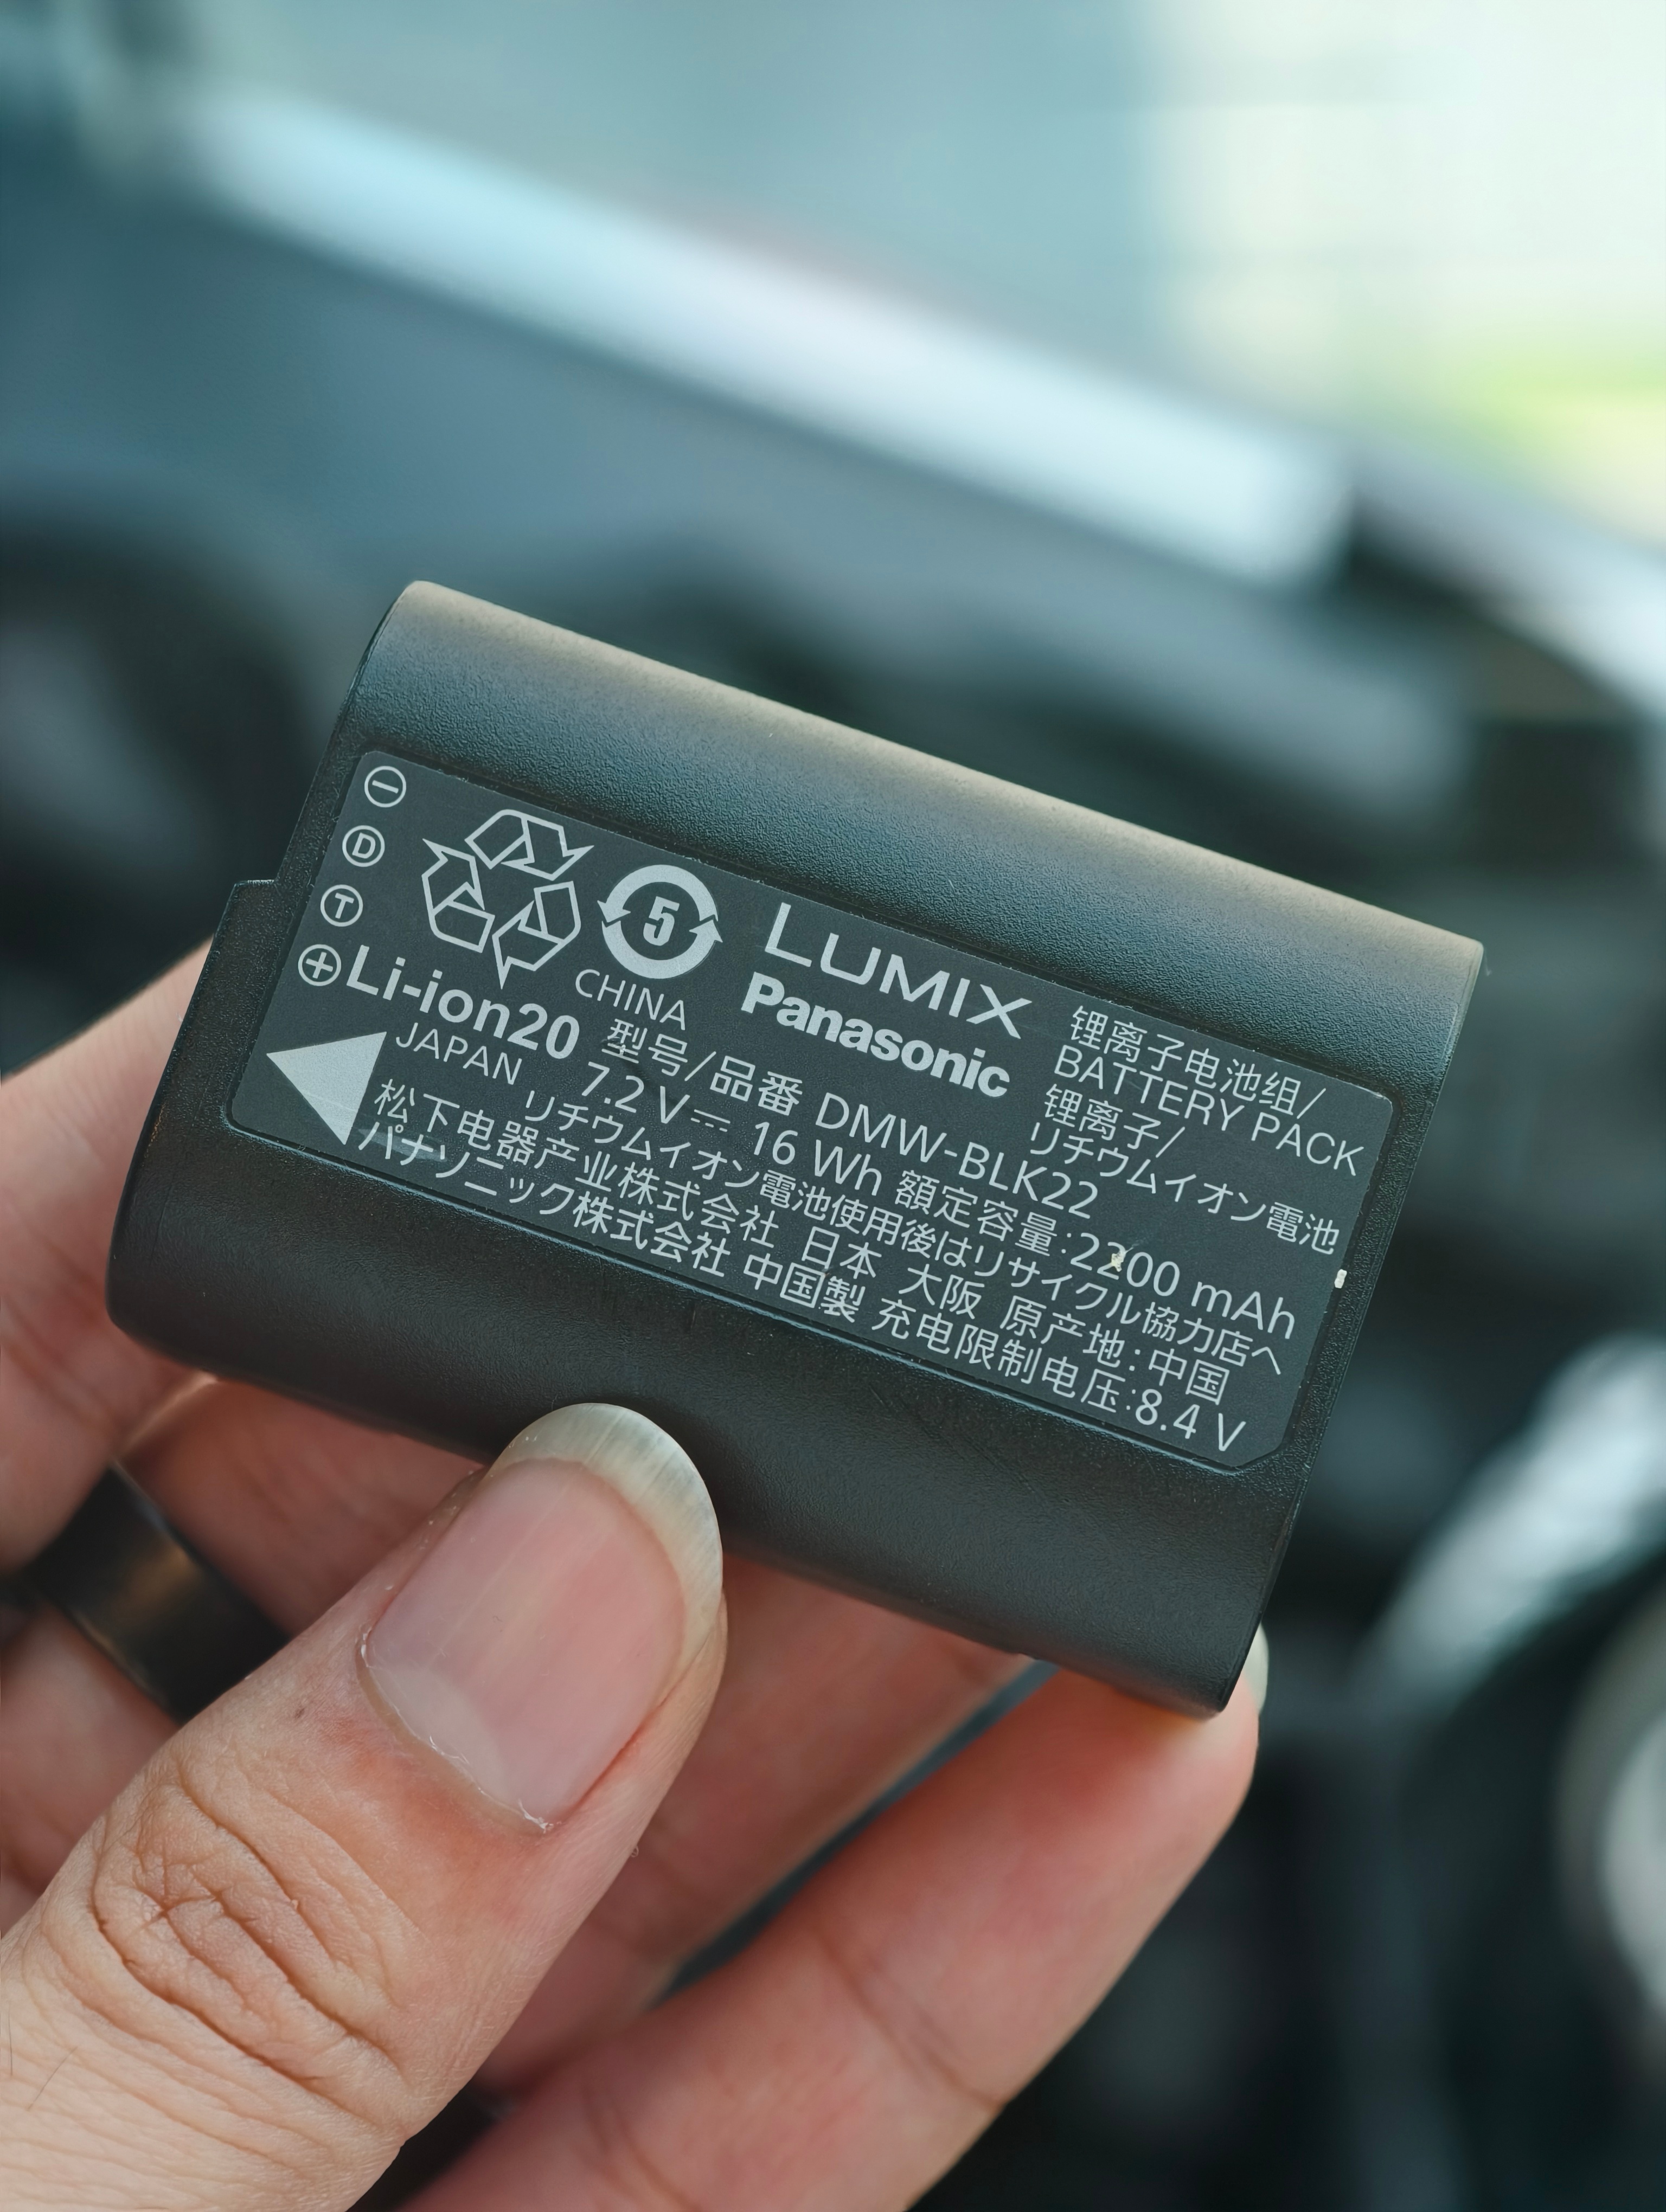 ⊖
Ⓓ
Ⓣ
⊕
5
LUMIX
Panasonic
锂离子电池组/
BATTERY PACK
锂离子/
リチウムイオン電池
Li-ion20
CHINA
JAPAN
型号/品番 DMW-BLK22
7.2 V⎓ 16 Wh 額定容量:2200 mAh
リチウムイオン電池使用後はリサイクル協力店へ
松下电器产业株式会社 日本 大阪 原产地:中国
パナソニック株式会社 中国製 充电限制电压:8.4 V